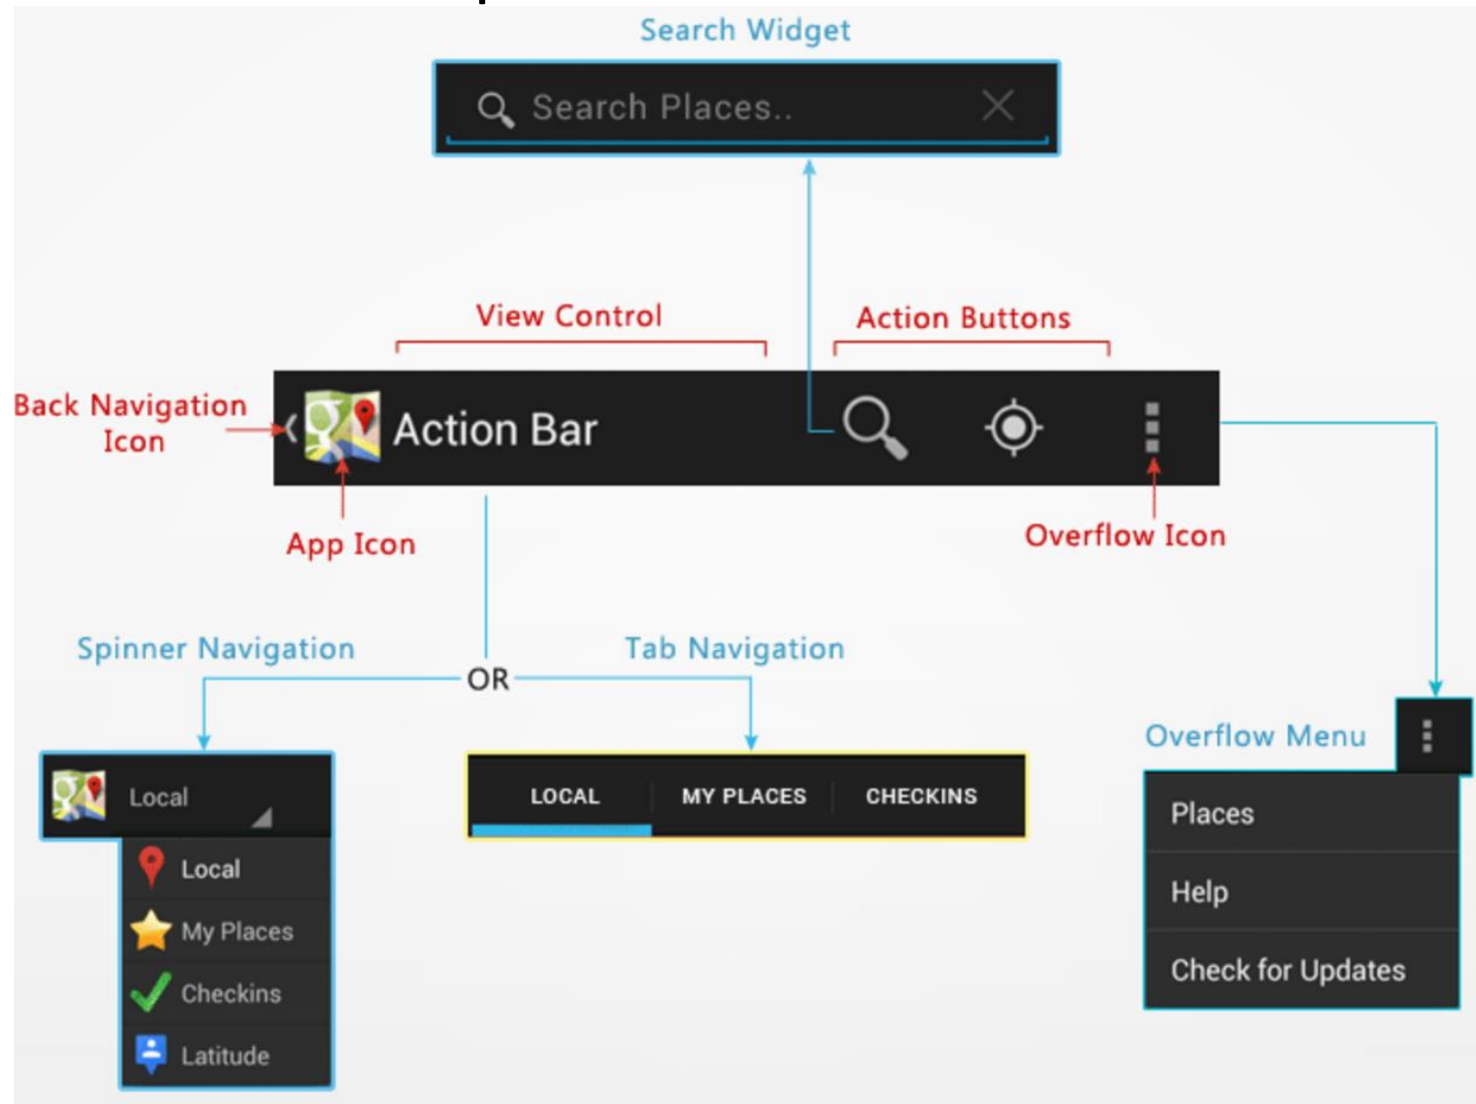 Search Widget
Search Places..
View Control
Action Buttons
Back Navigation
Icon
Action Bar
App Icon
Overflow Icon
Spinner Navigation
Tab Navigation
OR
Overflow Menu
Local
LOCAL
MY PLACES
CHECKINS
Places
Local
Help
My Places
Check for Updates
Checkins
Latitude